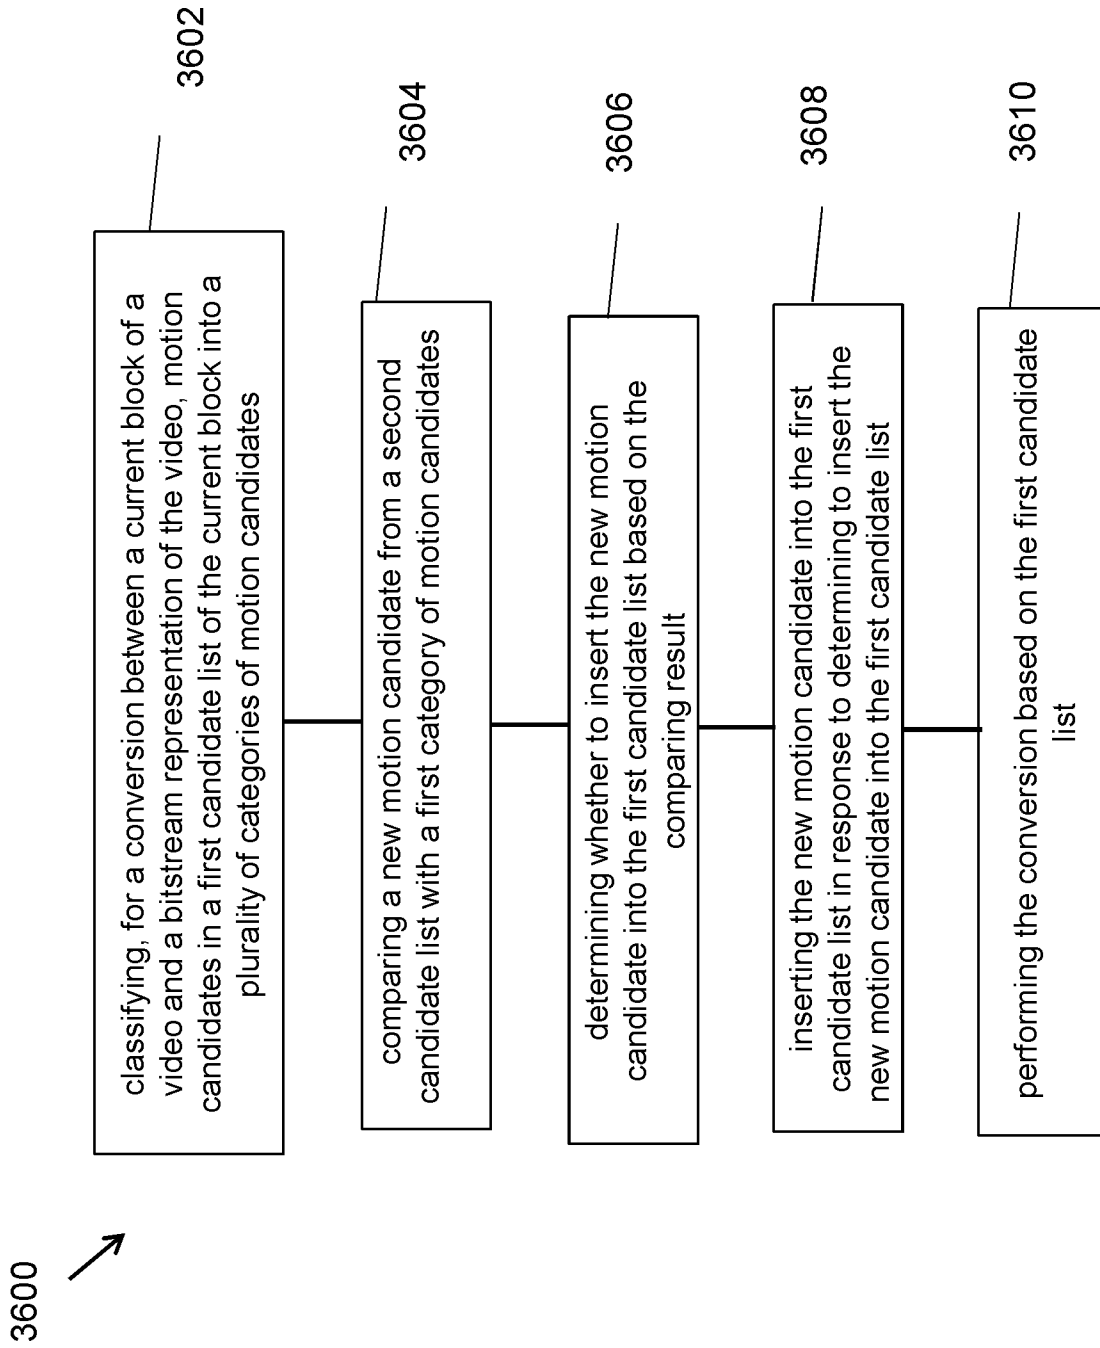 3600
classifying, for a conversion between a current block of a
video and a bitstream representation of the video, motion
candidates in a first candidate list of the current block into a
plurality of categories of motion candidates
3602
comparing a new motion candidate from a second
candidate list with a first category of motion candidates
3604
determining whether to insert the new motion
candidate into the first candidate list based on the
comparing result
3606
inserting the new motion candidate into the first
candidate list in response to determining to insert the
new motion candidate into the first candidate list
3608
performing the conversion based on the first candidate
list
3610